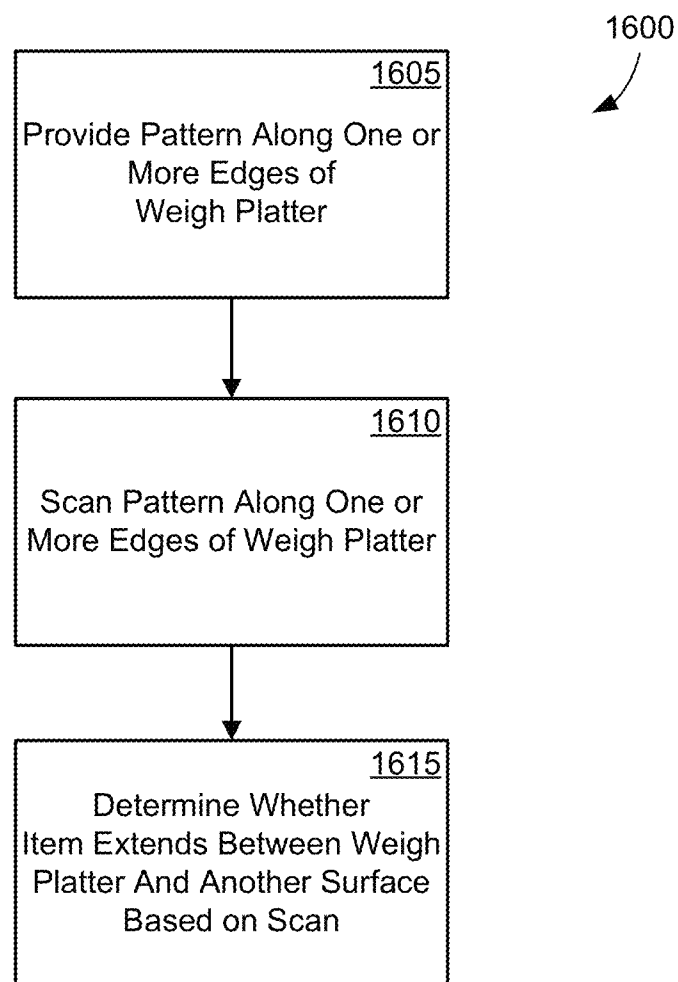 1600
1605
Provide Pattern Along One or
More Edges of
Weigh Platter
1610
Scan Pattern Along One or
More Edges of Weigh Platter
1615
Determine Whether
Item Extends Between Weigh
Platter And Another Surface
Based on Scan